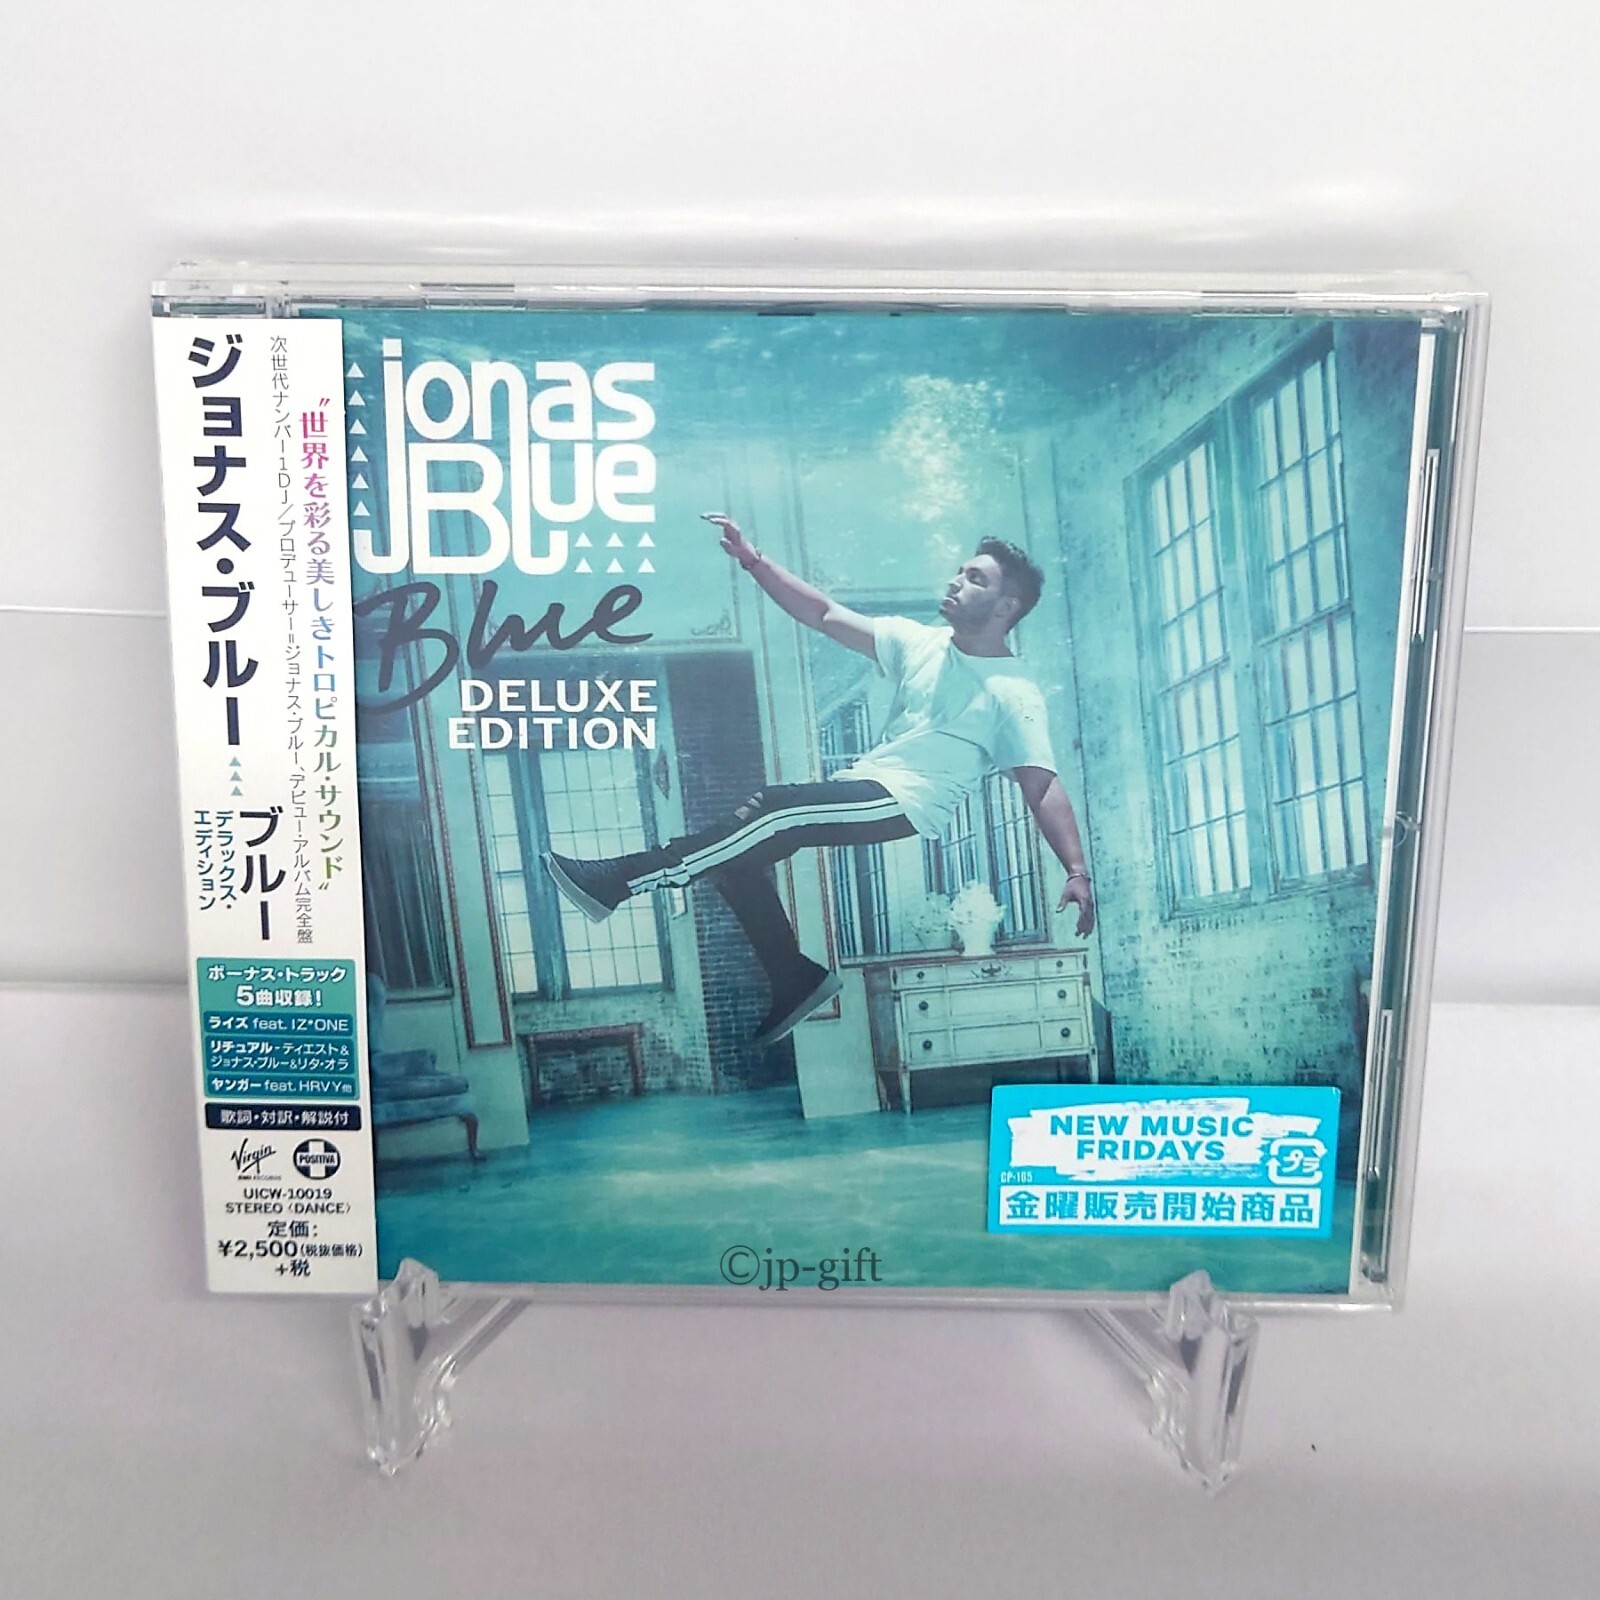 ジョナス・ブルー
ブルー
デラックス・
エディション
"世界を彩る美しきトロピカル・サウンド"
次世代ナンバー1DJ/プロデューサー=ジョナス・ブルー、デビュー・アルバム完全盤
ボーナス・トラック
5曲収録!
ライズ feat. IZ*ONE
リチュアル - ティエスト&
ジョナス・ブルー&リタ・オラ
ヤンガー feat. HRVY他
歌詞・対訳・解説付
Virgin
EMI RECORDS
POSITIVA
UICW-10019
STEREO〈DANCE〉
定価:
¥2,500(税抜価格)
+税
jonas
Blue
Blue
DELUXE
EDITION
NEW MUSIC
FRIDAYS
プラ
CP-165
金曜販売開始商品
©jp-gift